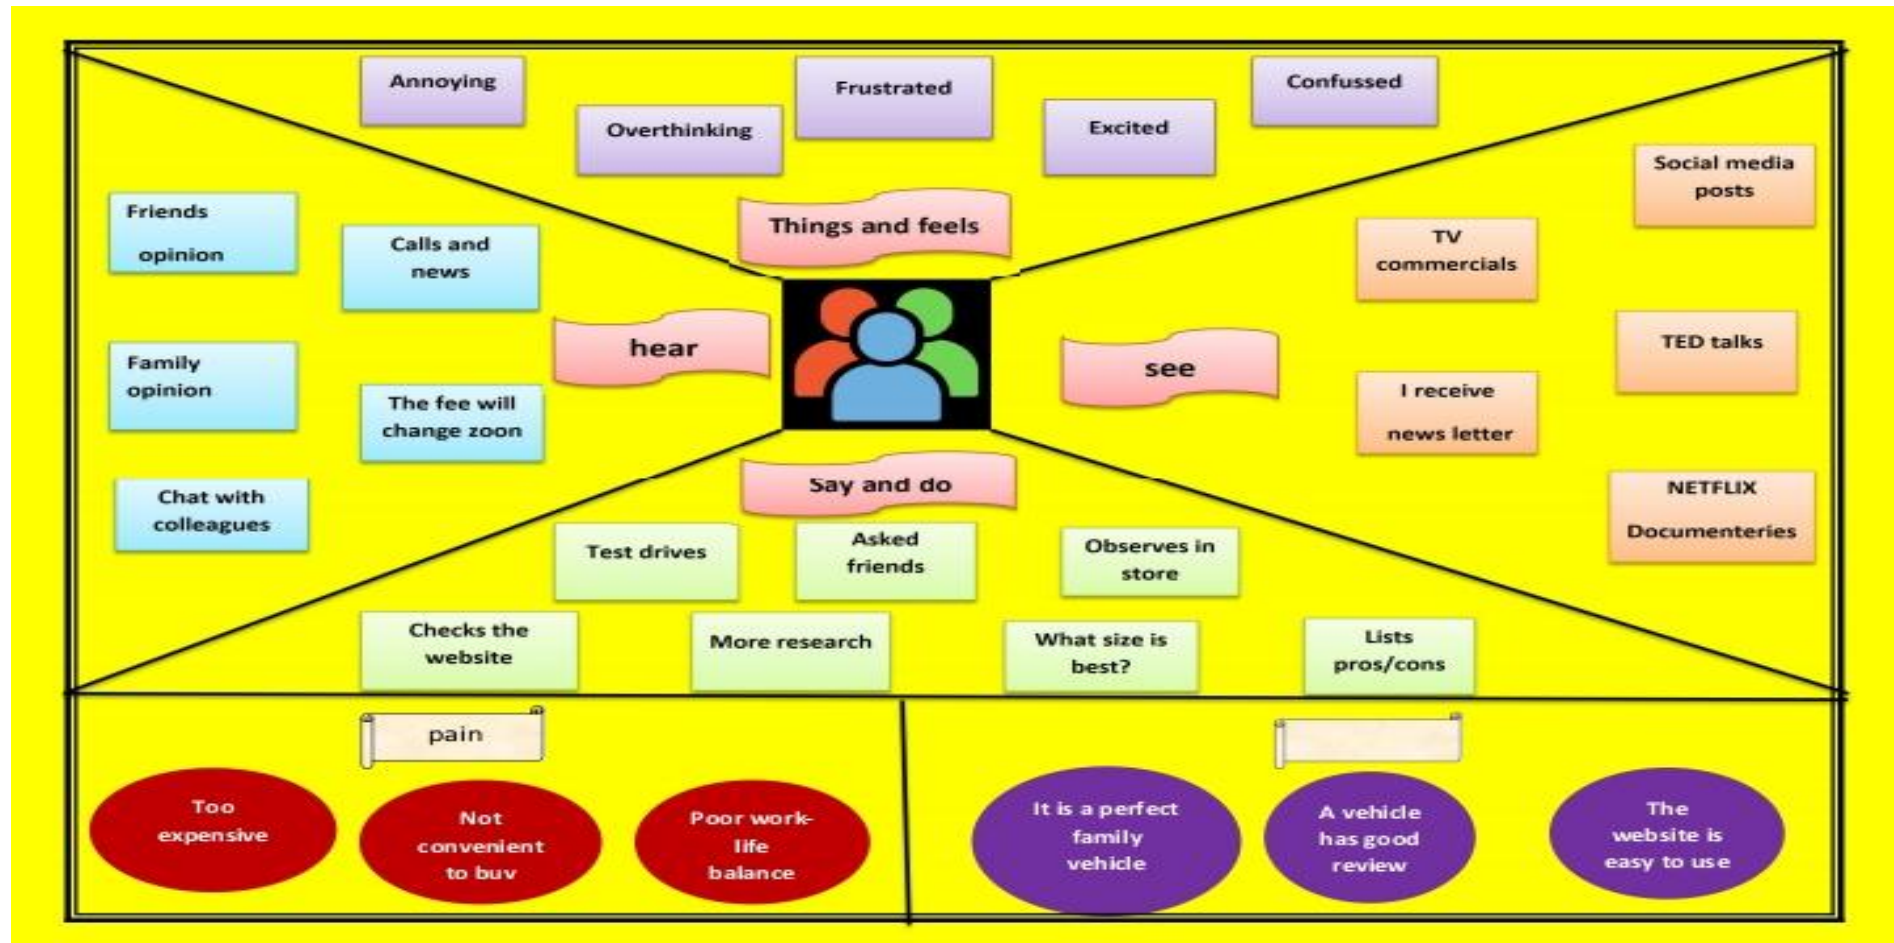 Annoying
Overthinking
Frustrated
Excited
Confussed
Things and feels
Friends
opinion
Calls and
news
Family
opinion
The fee will
change zoon
Chat with
colleagues
hear
see
Social media
posts
TV
commercials
TED talks
I receive
news letter
NETFLIX
Documenteries
Say and do
Test drives
Asked
friends
Observes in
store
Checks the
website
More research
What size is
best?
Lists
pros/cons
pain
Too
expensive
Not
convenient
to buy
Poor work-
life
balance
It is a perfect
family
vehicle
A vehicle
has good
review
The
website is
easy to use